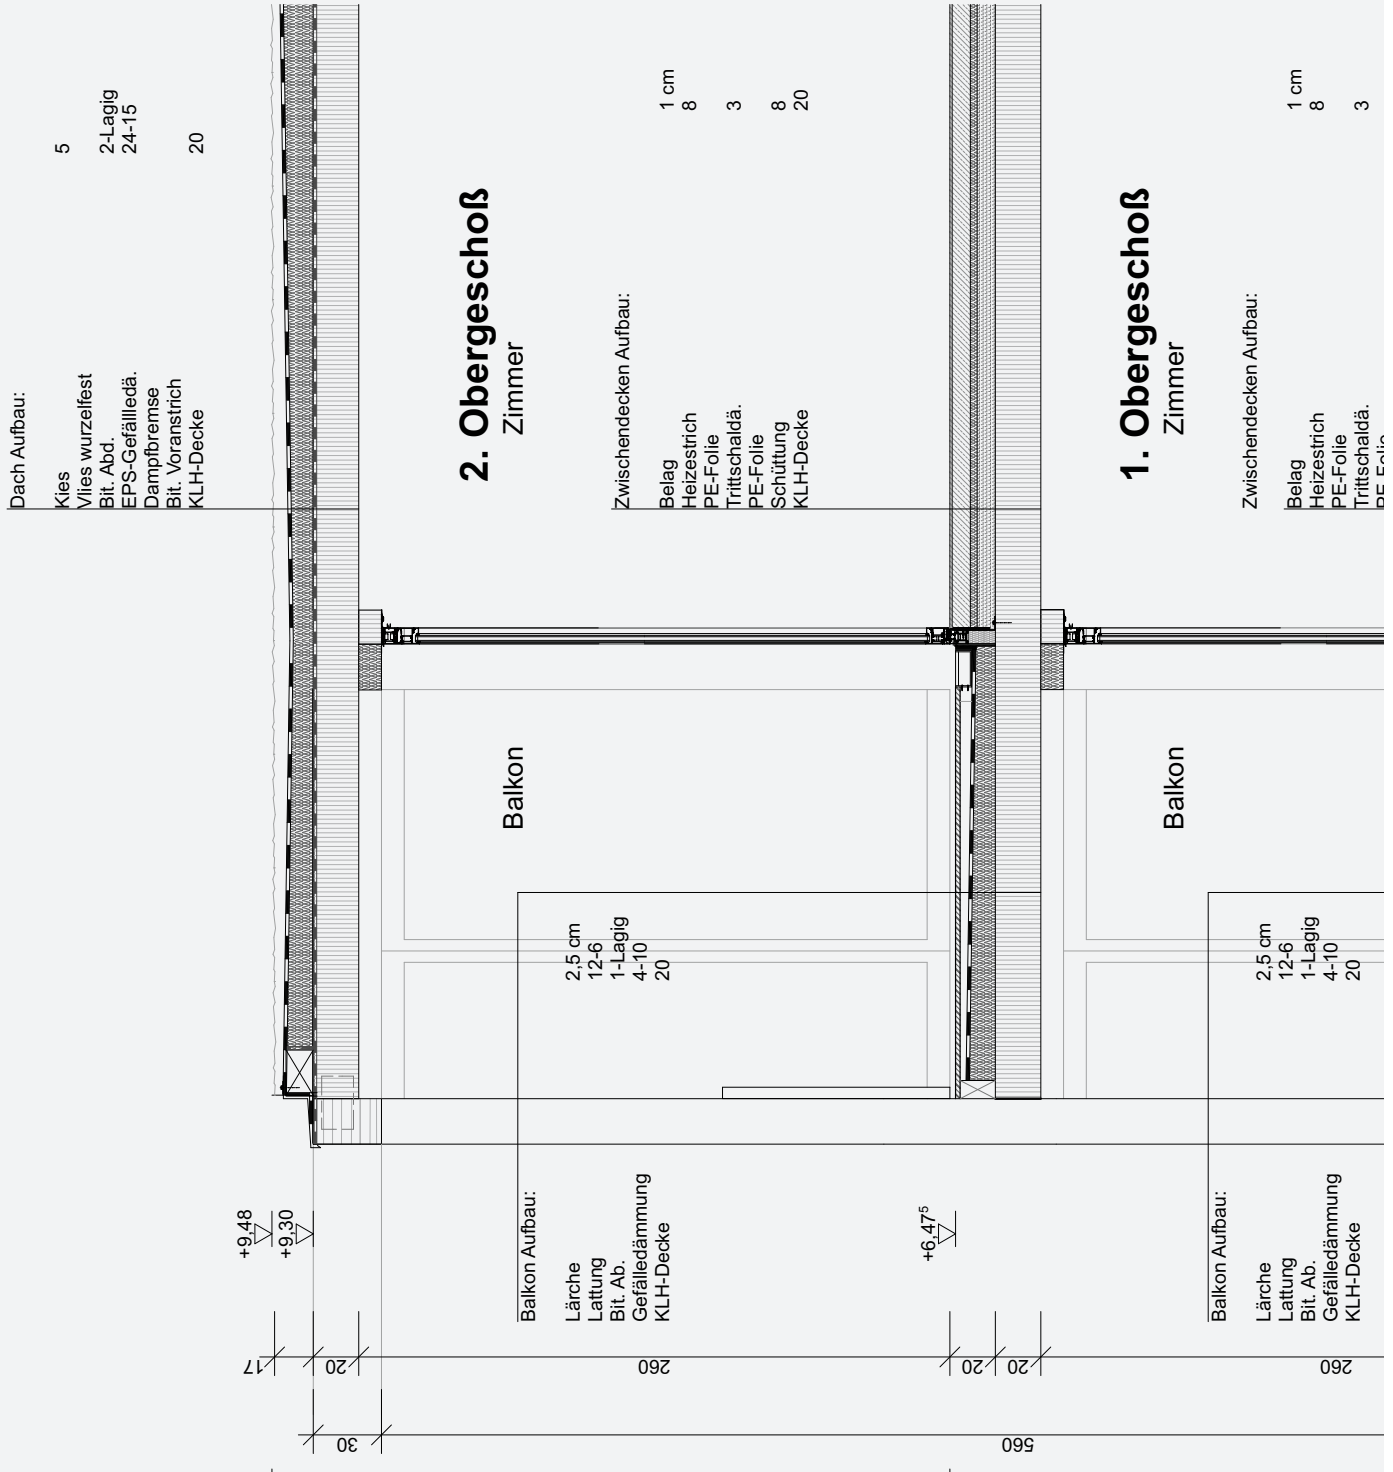 Dach Aufbau:
Kies 5
Vlies wurzelfest
Bit. Abd. 2-Lagig
EPS-Gefällledä. 24-15
Dampfbremse
Bit. Voranstrich
KLH-Decke 20
2. Obergeschoß
Zimmer
Zwischendecken Aufbau:
Belag 1 cm
Heizestrich 8
PE-Folie
Trittschaldä. 3
PE-Folie
Schüttung 8
KLH-Decke 20
1. Obergeschoß
Zimmer
Zwischendecken Aufbau:
Belag 1 cm
Heizestrich 8
PE-Folie
Trittschaldä. 3
PE-Folie
Balkon
Balkon
Balkon Aufbau:
Lärche 2,5 cm
Lattung 12-6
Bit. Ab. 1-Lagig
Gefälledämmung 4-10
KLH-Decke 20
Balkon Aufbau:
Lärche 2,5 cm
Lattung 12-6
Bit. Ab. 1-Lagig
Gefälledämmung 4-10
KLH-Decke 20
+9,48
+9,30
+6,47⁵
17
20
260
20
20
260
30
560